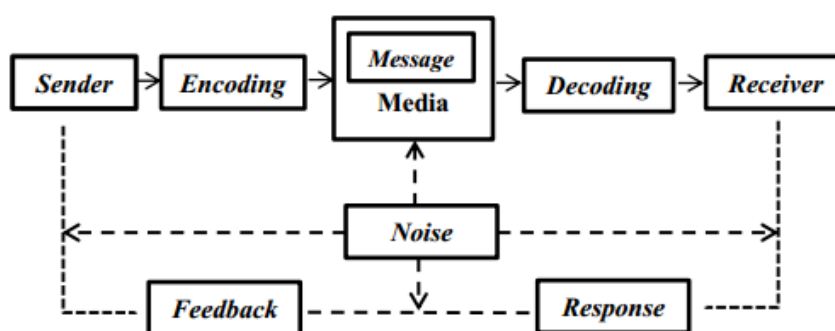 Message
Sender
Encoding
Media
Decoding
Receiver
Noise
Feedback
Response